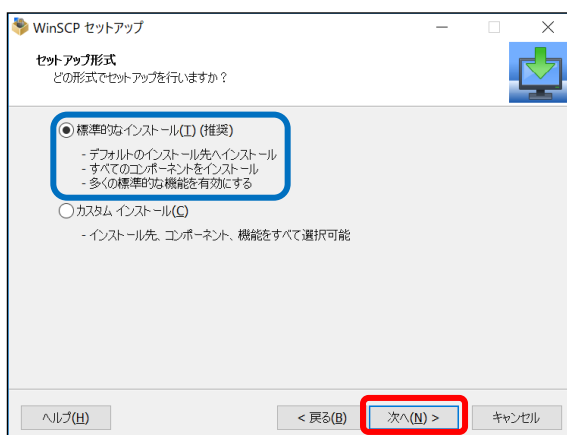 WinSCP セットアップ
セットアップ形式
どの形式でセットアップを行いますか？
標準的なインストール(T) (推奨)
- デフォルトのインストール先へインストール
- すべてのコンポーネントをインストール
- 多くの標準的な機能を有効にする
カスタム インストール(C)
- インストール先、コンポーネント、機能をすべて選択可能
ヘルプ(H)
< 戻る(B)
次へ(N) >
キャンセル